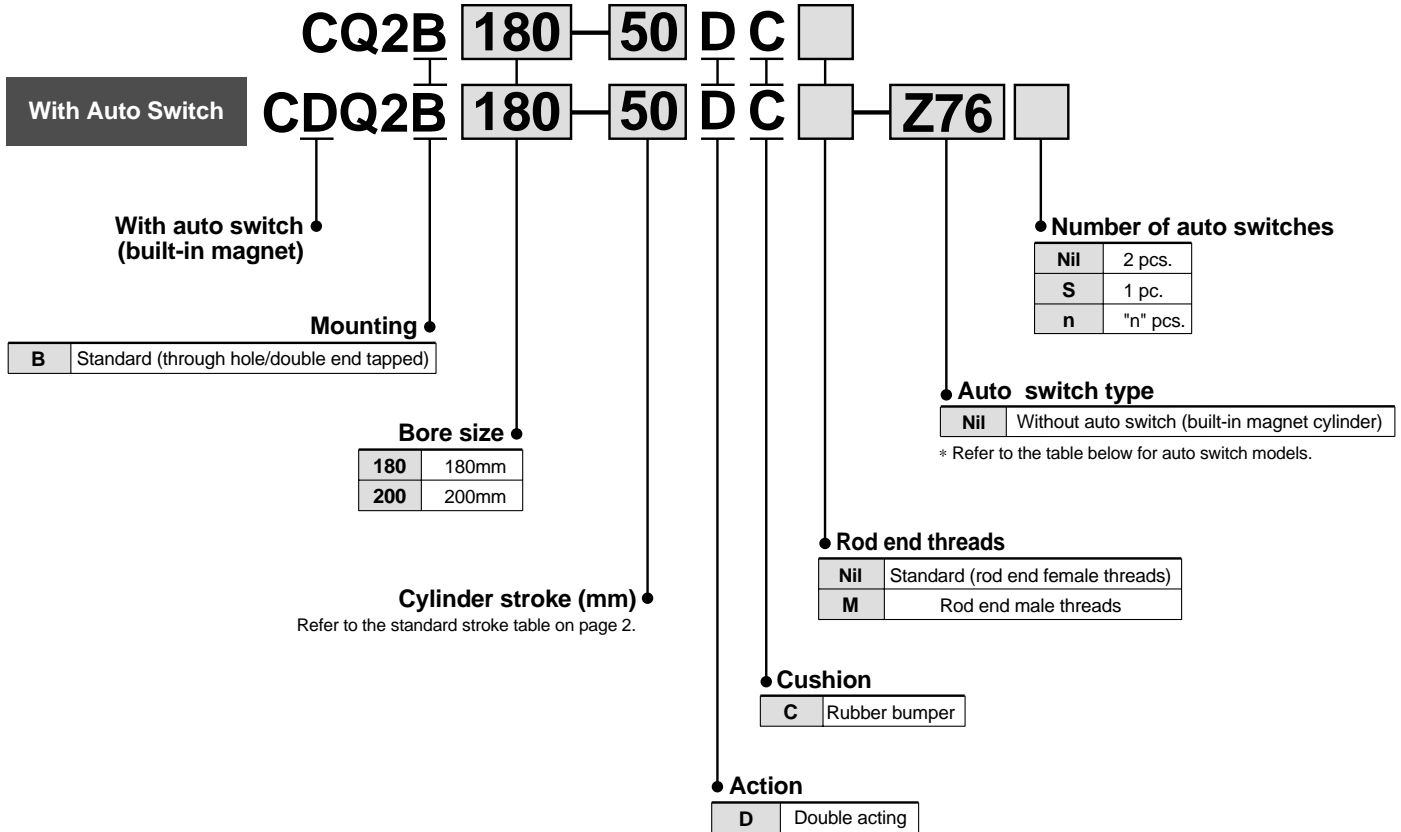 CQ2B 180-50 D C
With Auto Switch
CDQ2B 180-50 D C - Z76
With auto switch
(built-in magnet)
Number of auto switches
Nil 2 pcs.
S 1 pc.
n "n" pcs.
Mounting
B Standard (through hole/double end tapped)
Auto switch type
Nil Without auto switch (built-in magnet cylinder)
* Refer to the table below for auto switch models.
Bore size
180 180mm
200 200mm
Rod end threads
Nil Standard (rod end female threads)
M Rod end male threads
Cylinder stroke (mm)
Refer to the standard stroke table on page 2.
Cushion
C Rubber bumper
Action
D Double acting